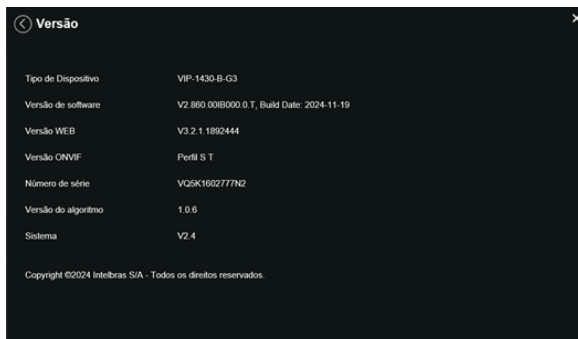 Versão
Tipo de Dispositivo VIP-1430-B-G3
Versão de software V2.860.00IB000.0.T, Build Date: 2024-11-19
Versão WEB V3.2.1.1892444
Versão ONVIF Perfil S T
Número de série VQ5K1602777N2
Versão do algoritmo 1.0.6
Sistema V2.4
Copyright ©2024 Intelbras S/A - Todos os direitos reservados.